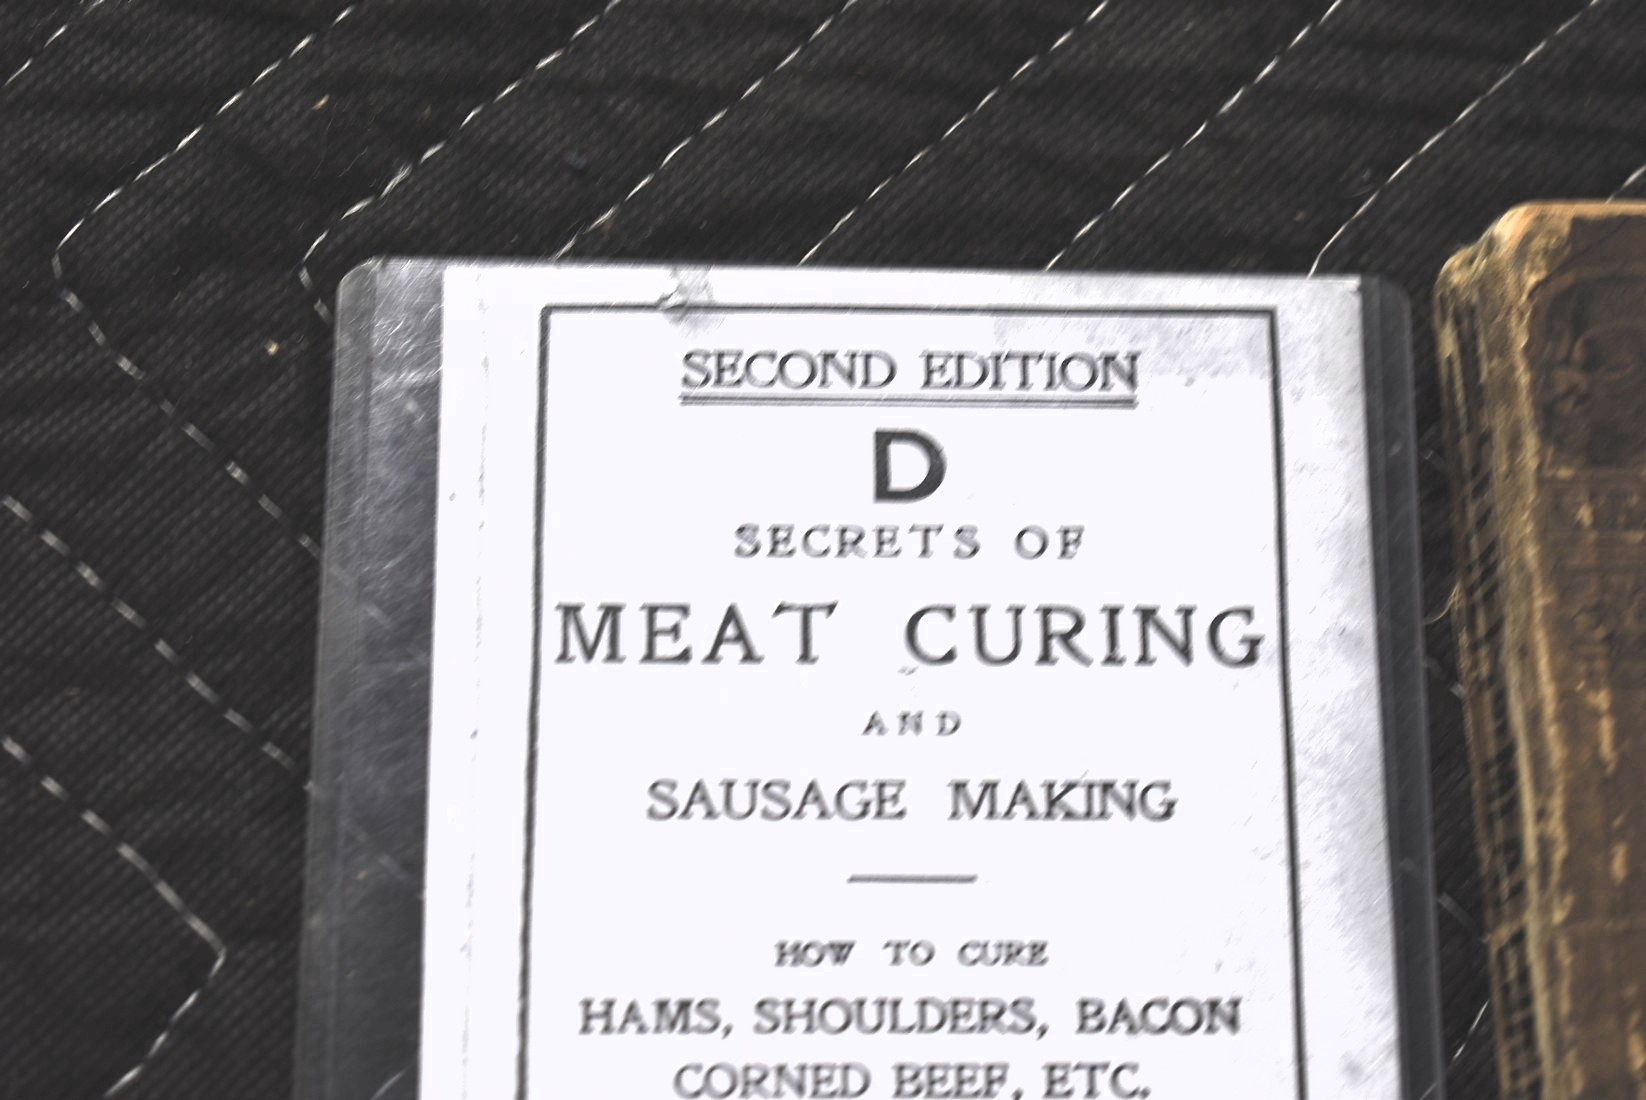 SECOND EDITION
D
SECRETS OF
MEAT CURING
AND
SAUSAGE MAKING
HOW TO CURE
HAMS, SHOULDERS, BACON
CORNED BEEF, ETC.